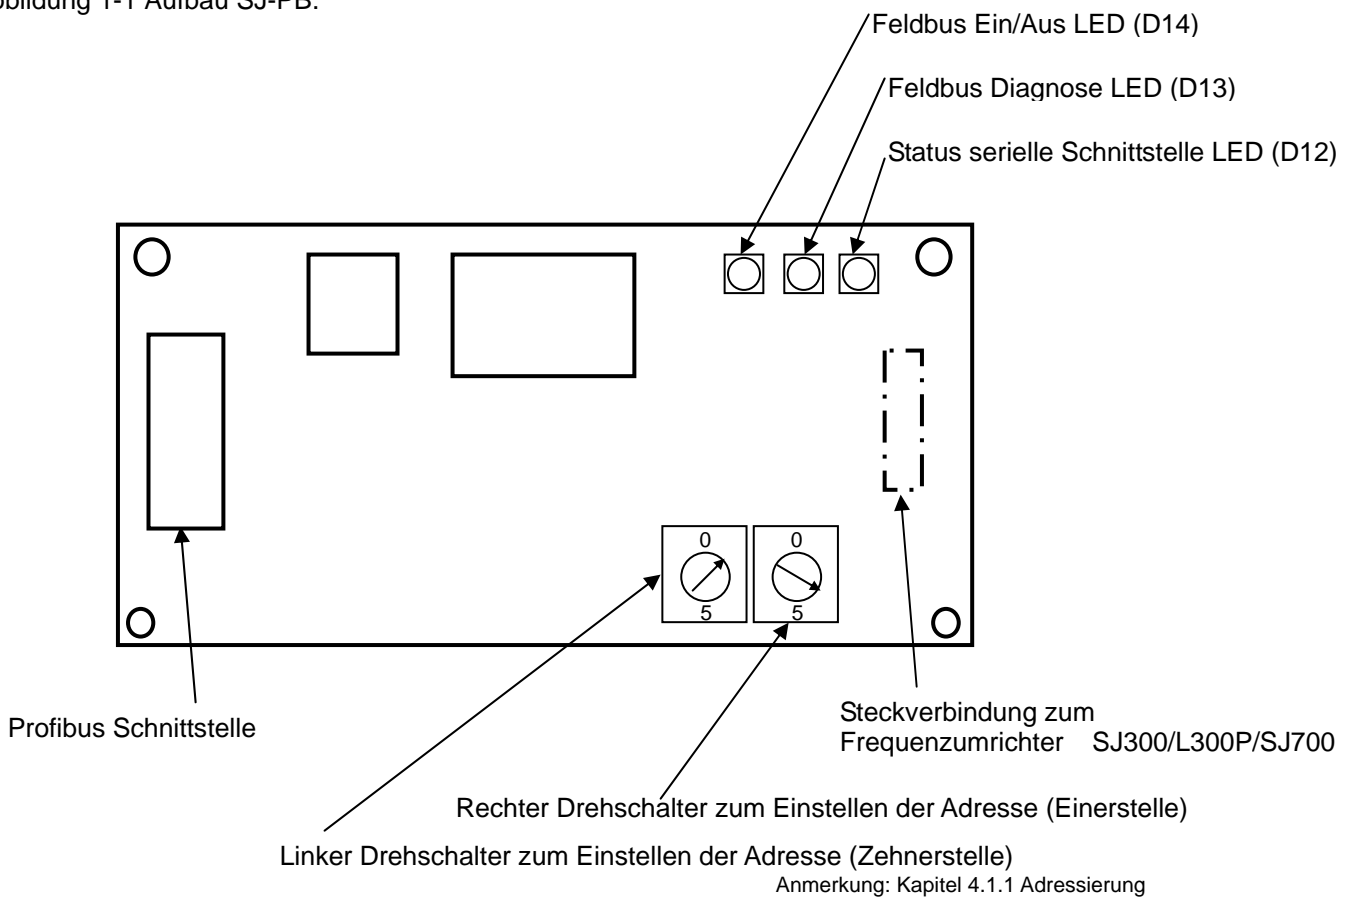 Abbildung 1-1 Aufbau SJ-PB.
Feldbus Ein/Aus LED (D14)
Feldbus Diagnose LED (D13)
Status serielle Schnittstelle LED (D12)
0 0
5 5
Profibus Schnittstelle
Steckverbindung zum
Frequenzumrichter SJ300/L300P/SJ700
Rechter Drehschalter zum Einstellen der Adresse (Einerstelle)
Linker Drehschalter zum Einstellen der Adresse (Zehnerstelle)
Anmerkung: Kapitel 4.1.1 Adressierung